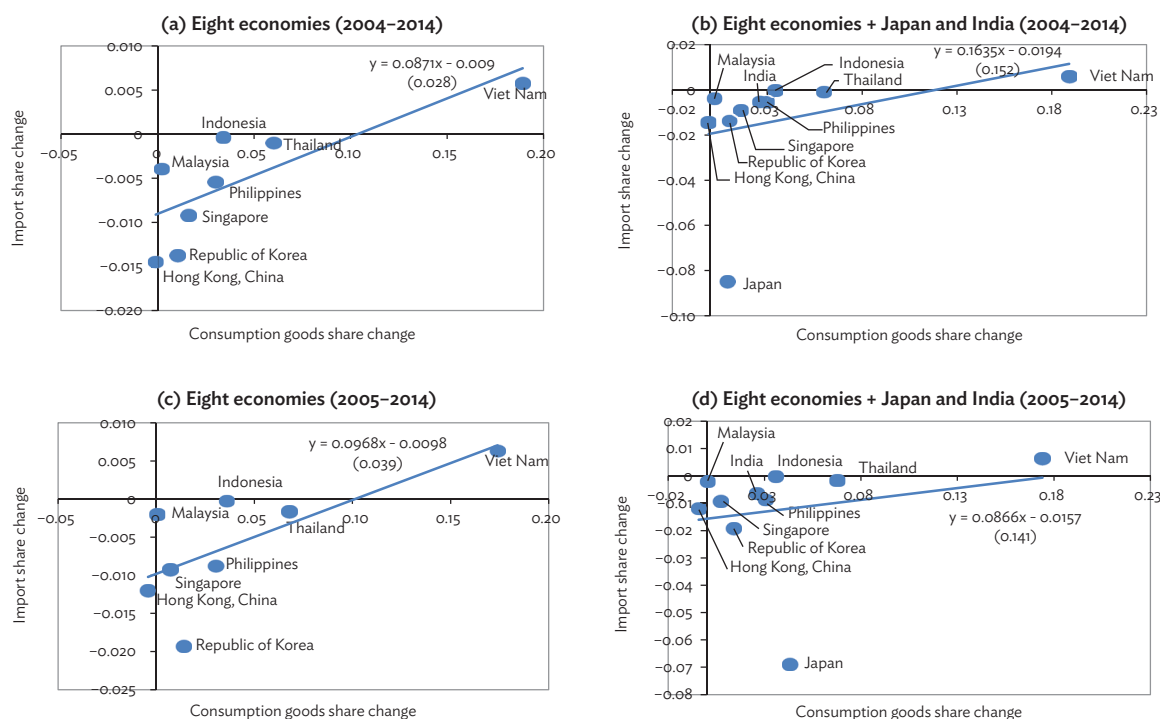 (a) Eight economies (2004–2014)
0.010
0.005
0
−0.005
−0.010
−0.015
−0.020
−0.05
0
0.05
0.10
0.15
0.20
y = 0.0871x - 0.009
(0.028)
Viet Nam
Indonesia
Thailand
Malaysia
Philippines
Singapore
Republic of Korea
Hong Kong, China
Import share change
Consumption goods share change
(b) Eight economies + Japan and India (2004–2014)
0.02
0
−0.02
−0.04
−0.06
−0.08
−0.10
−0.02
0.03
0.08
0.13
0.18
0.23
y = 0.1635x - 0.0194
(0.152)
Malaysia
India
Indonesia
Thailand
Viet Nam
Philippines
Singapore
Republic of Korea
Hong Kong, China
Japan
Import share change
Consumption goods share change
(c) Eight economies (2005–2014)
0.010
0.005
0
−0.005
−0.010
−0.015
−0.020
−0.025
−0.05
0
0.05
0.10
0.15
0.20
y = 0.0968x - 0.0098
(0.039)
Viet Nam
Indonesia
Malaysia
Thailand
Philippines
Singapore
Hong Kong, China
Republic of Korea
Import share change
Consumption goods share change
(d) Eight economies + Japan and India (2005–2014)
0.02
0.01
0
−0.01
−0.02
−0.03
−0.04
−0.05
−0.06
−0.07
−0.08
−0.02
0.03
0.08
0.13
0.18
0.23
Malaysia
India
Indonesia
Thailand
Viet Nam
Philippines
Singapore
Republic of Korea
Hong Kong, China
y = 0.0866x - 0.0157
(0.141)
Japan
Import share change
Consumption goods share change